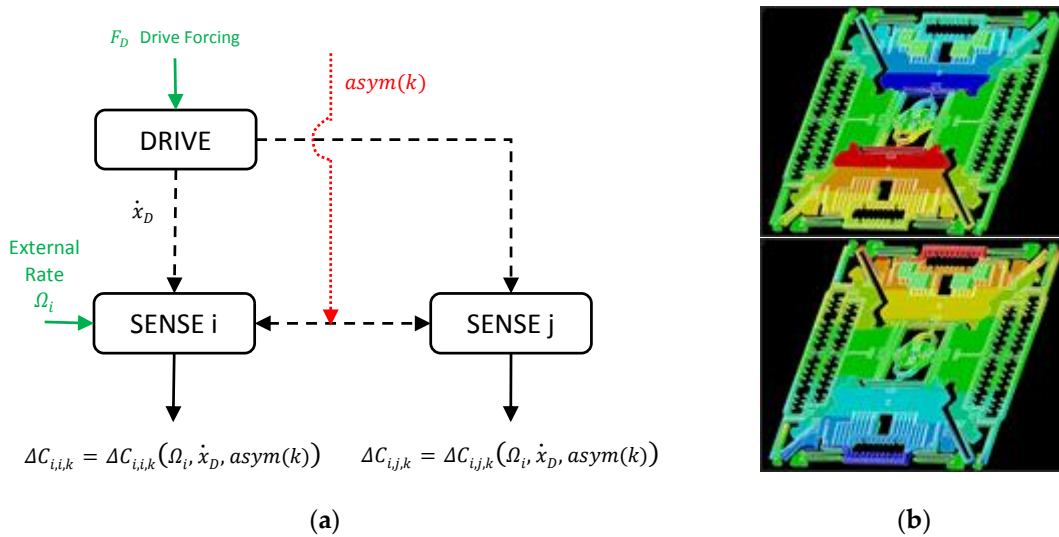 F_D Drive Forcing
asym(k)
DRIVE
ẋ_D
External
Rate
Ω_i
SENSE i
SENSE j
ΔC_{i,i,k} = ΔC_{i,i,k}(Ω_i, ẋ_D, asym(k))
ΔC_{i,j,k} = ΔC_{i,j,k}(Ω_i, ẋ_D, asym(k))
(a)
(b)